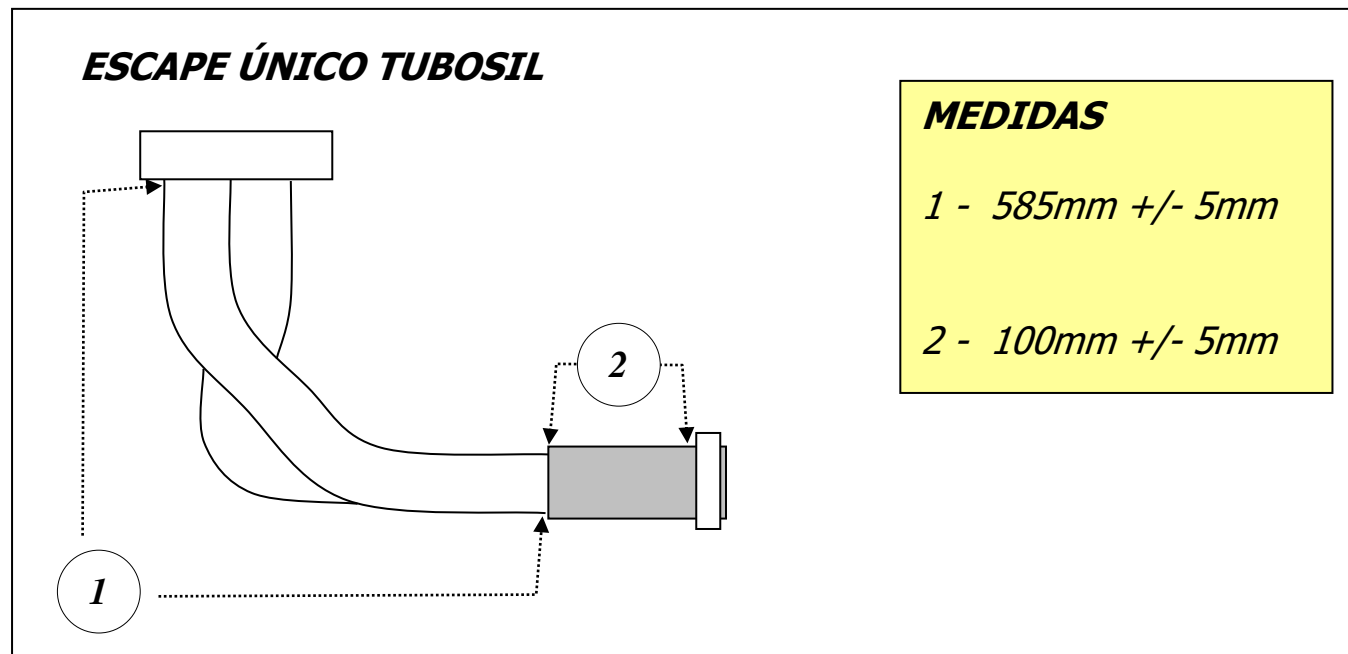 ESCAPE ÚNICO TUBOSIL
MEDIDAS
1 - 585mm +/- 5mm
2 - 100mm +/- 5mm
2
1